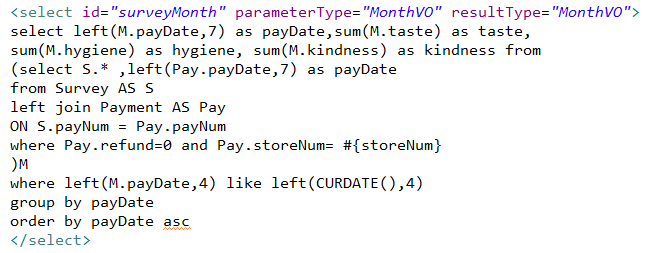 <select id="surveyMonth" parameterType="MonthVO" resultType="MonthVO">
select left(M.payDate,7) as payDate,sum(M.taste) as taste,
sum(M.hygiene) as hygiene, sum(M.kindness) as kindness from
(select S.* ,left(Pay.payDate,7) as payDate
from Survey AS S
left join Payment AS Pay
ON S.payNum = Pay.payNum
where Pay.refund=0 and Pay.storeNum= #{storeNum}
)M
where left(M.payDate,4) like left(CURDATE(),4)
group by payDate
order by payDate asc
</select>